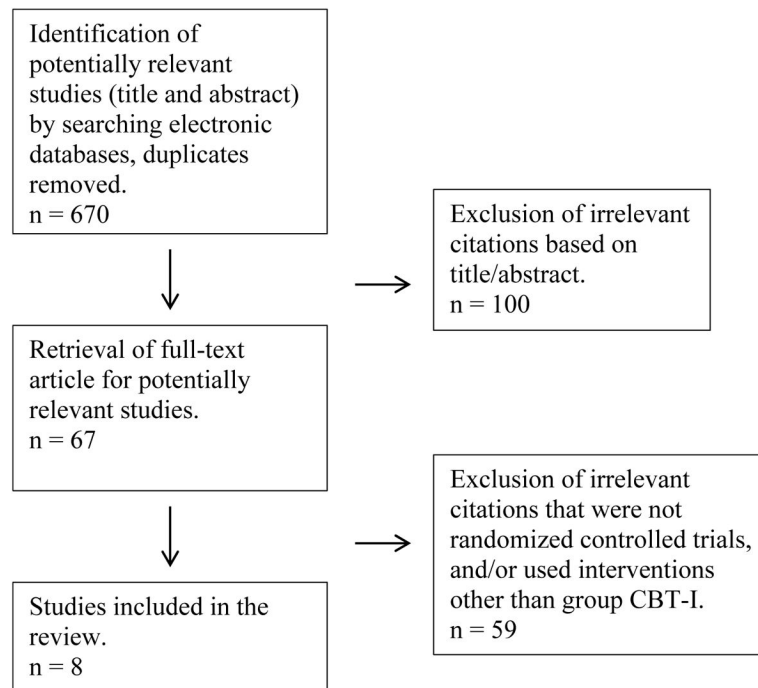 Identification of
potentially relevant
studies (title and abstract)
by searching electronic
databases, duplicates
removed.
n = 670
Exclusion of irrelevant
citations based on
title/abstract.
n = 100
Retrieval of full-text
article for potentially
relevant studies.
n = 67
Exclusion of irrelevant
citations that were not
randomized controlled trials,
and/or used interventions
other than group CBT-I.
n = 59
Studies included in the
review.
n = 8